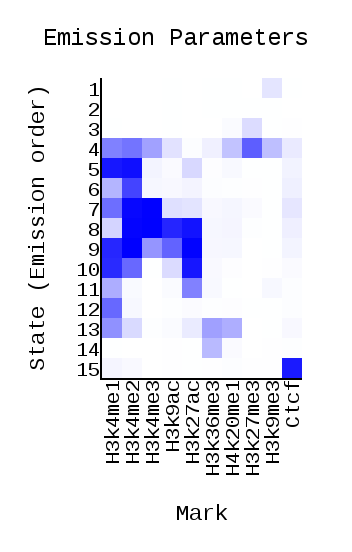 Emission Parameters
State (Emission order)
1
2
3
4
5
6
7
8
9
10
11
12
13
14
15
H3k4me1
H3k4me2
H3k4me3
H3k9ac
H3k27ac
H3k36me3
H4k20me1
H3k27me3
H3k9me3
Ctcf
Mark